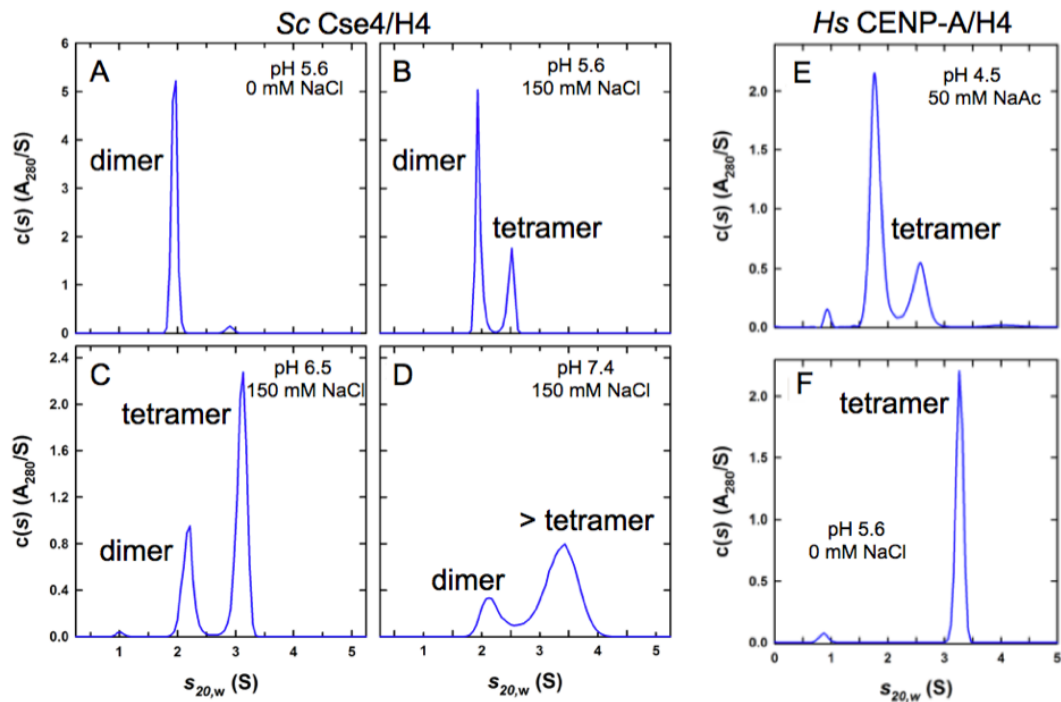 Sc Cse4/H4
Hs CENP-A/H4
A
pH 5.6
0 mM NaCl
dimer
c(s) (A280/S)
6
5
4
3
2
1
0
B
pH 5.6
150 mM NaCl
dimer
tetramer
E
pH 4.5
50 mM NaAc
tetramer
c(s) (A280/S)
2.0
1.5
1.0
0.5
0.0
C
pH 6.5
150 mM NaCl
tetramer
dimer
c(s) (A280/S)
2.4
2.0
1.6
1.2
0.8
0.4
0.0
1 2 3 4 5
s20,w (S)
D
pH 7.4
150 mM NaCl
> tetramer
dimer
1 2 3 4 5
s20,w (S)
F
tetramer
pH 5.6
0 mM NaCl
c(s) (A280/S)
2.0
1.5
1.0
0.5
0.0
0 1 2 3 4 5
s20,w (S)